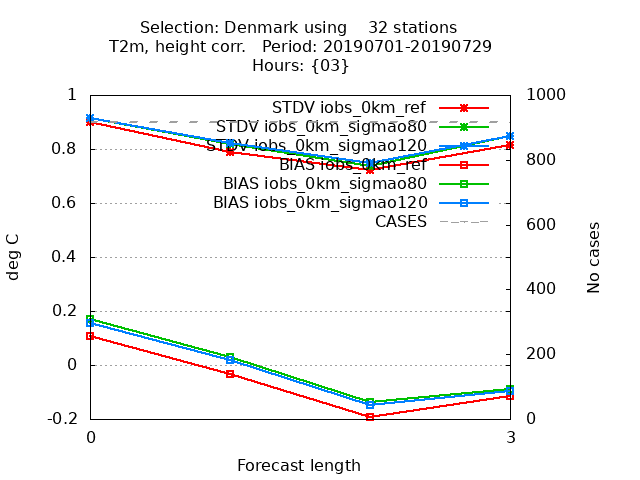 Selection: Denmark using    32 stations
T2m, height corr.   Period: 20190701-20190729
Hours: {03}
1
0.8
0.6
0.4
0.2
0
-0.2
deg C
STDV iobs_0km_ref
STDV iobs_0km_sigmao80
STDV iobs_0km_sigmao120
BIAS iobs_0km_ref
BIAS iobs_0km_sigmao80
BIAS iobs_0km_sigmao120
CASES
1000
800
600
400
200
0
No cases
0
3
Forecast length